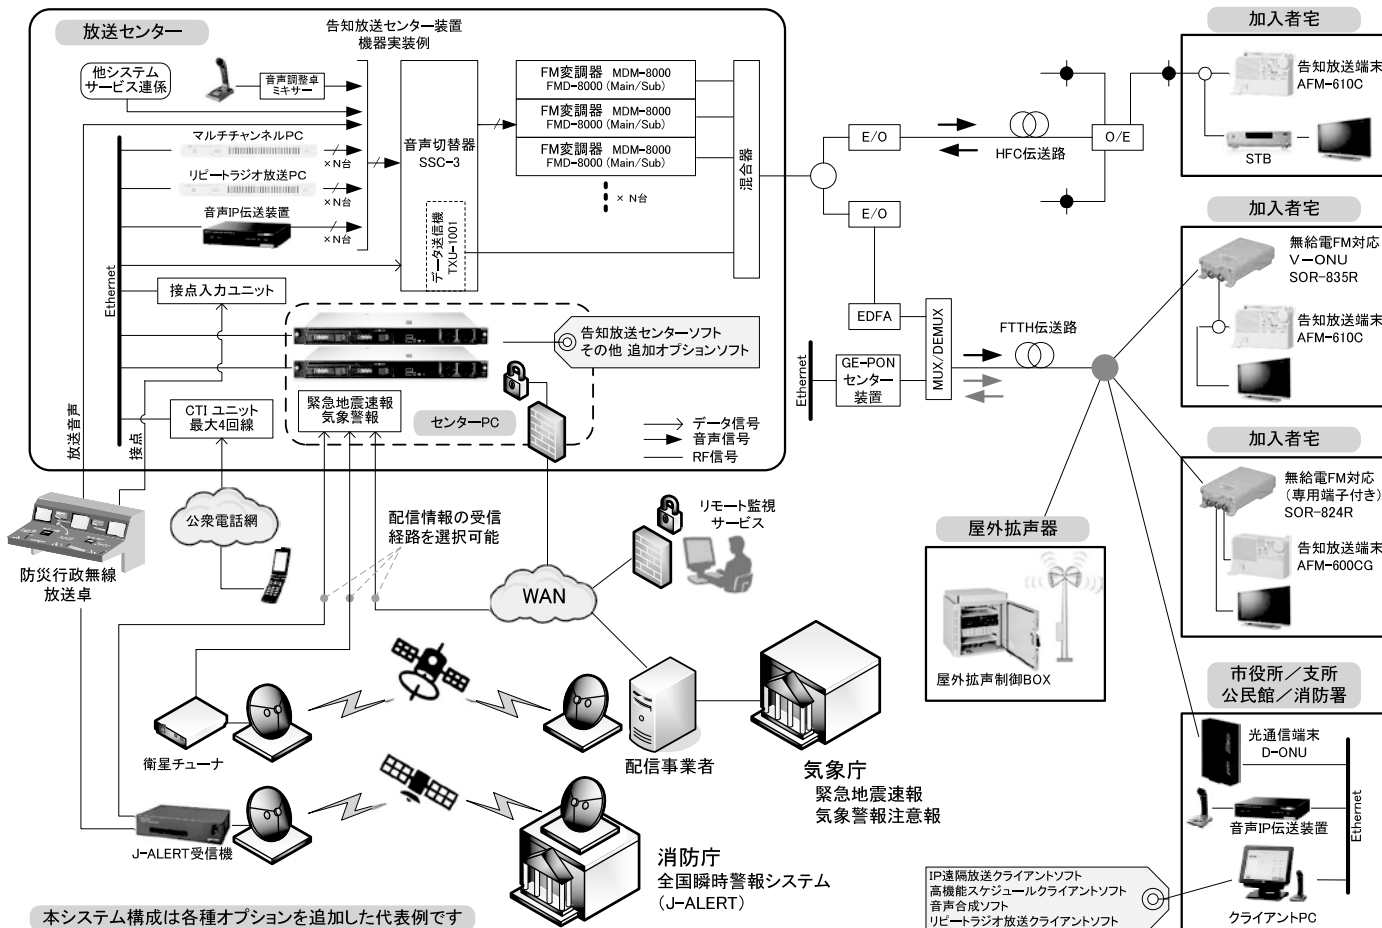 放送センター
告知放送センター装置
機器実装例
他システム
サービス連係
音声調整卓
ミキサー
マルチチャンネルPC
×N台
リピートラジオ放送PC
×N台
音声IP伝送装置
×N台
音声切替器
SSC-3
データ送信機
TXU-1001
FM変調器 MDM-8000
FMD-8000 (Main/Sub)
FM変調器 MDM-8000
FMD-8000 (Main/Sub)
FM変調器 MDM-8000
FMD-8000 (Main/Sub)
× N台
混合器
Ethernet
接点入力ユニット
告知放送センターソフト
その他 追加オプションソフト
緊急地震速報
気象警報
センターPC
CTI ユニット
最大4回線
データ信号
音声信号
RF信号
放送音声
接点
E/O
HFC伝送路
O/E
E/O
EDFA
MUX/DEMUX
FTTH伝送路
Ethernet
GE-PON
センター
装置
加入者宅
告知放送端末
AFM-610C
STB
加入者宅
無給電FM対応
V-ONU
SOR-835R
告知放送端末
AFM-610C
加入者宅
無給電FM対応
(専用端子付き)
SOR-824R
告知放送端末
AFM-600CG
屋外拡声器
屋外拡声制御BOX
市役所/支所
公民館/消防署
光通信端末
D-ONU
音声IP伝送装置
Ethernet
クライアントPC
IP遠隔放送クライアントソフト
高機能スケジュールクライアントソフト
音声合成ソフト
リピートラジオ放送クライアントソフト
防災行政無線
放送卓
公衆電話網
配信情報の受信
経路を選択可能
リモート監視
サービス
WAN
衛星チューナ
配信事業者
気象庁
緊急地震速報
気象警報注意報
J-ALERT受信機
消防庁
全国瞬時警報システム
(J-ALERT)
本システム構成は各種オプションを追加した代表例です